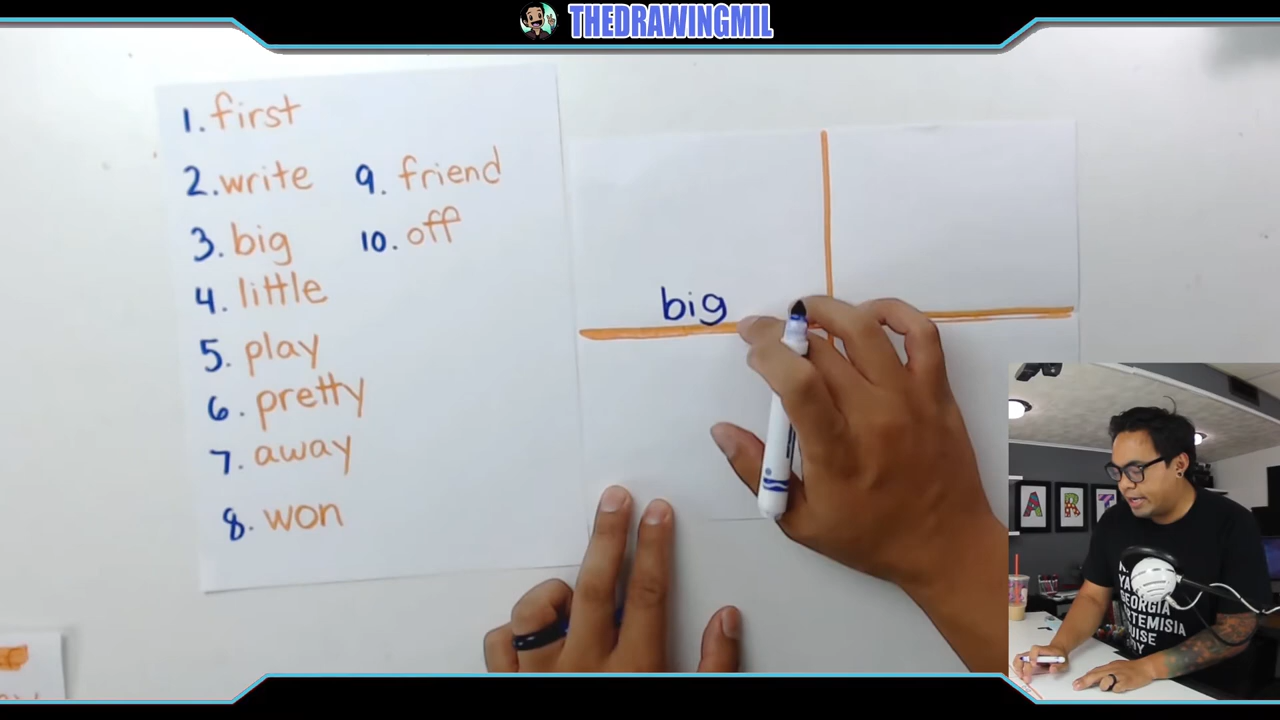 THEDRAWINGMIL
1. first
2. write
3. big
4. little
5. play
6. pretty
7. away
8. won
9. friend
10. off
big
A R T
GEORGIA